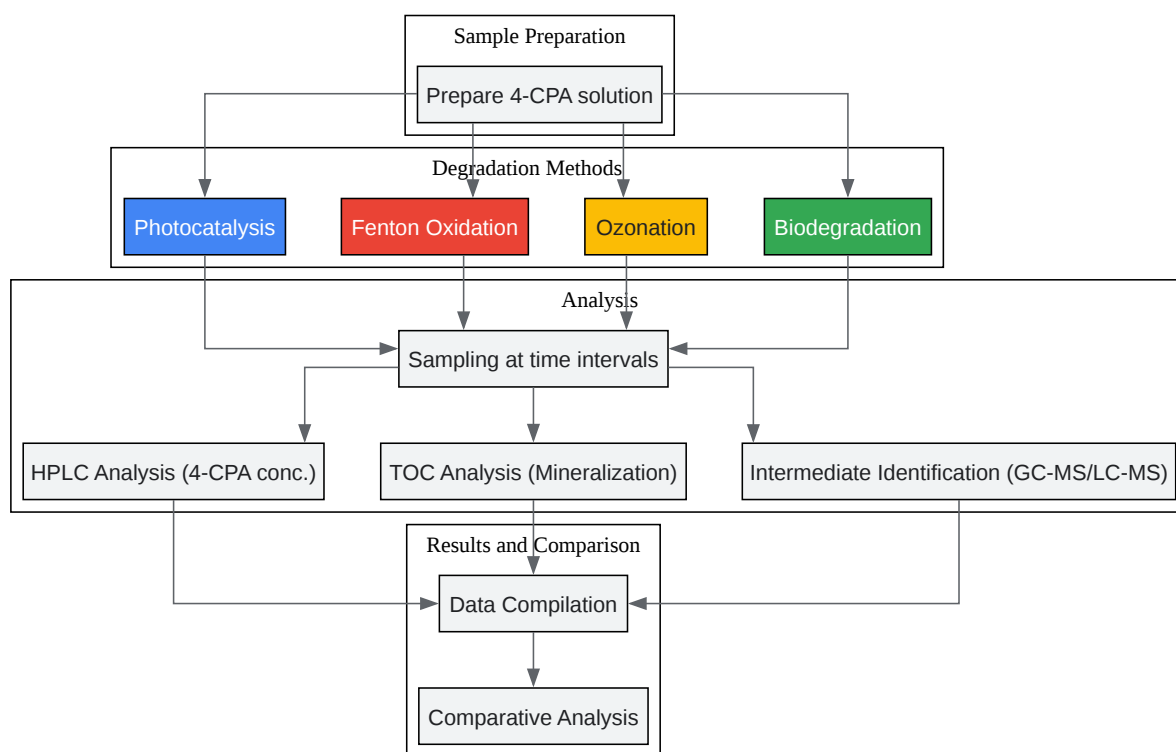 Sample Preparation
Prepare 4-CPA solution
Degradation Methods
Photocatalysis
Fenton Oxidation
Ozonation
Biodegradation
Analysis
Sampling at time intervals
HPLC Analysis (4-CPA conc.)
TOC Analysis (Mineralization)
Intermediate Identification (GC-MS/LC-MS)
Results and Comparison
Data Compilation
Comparative Analysis